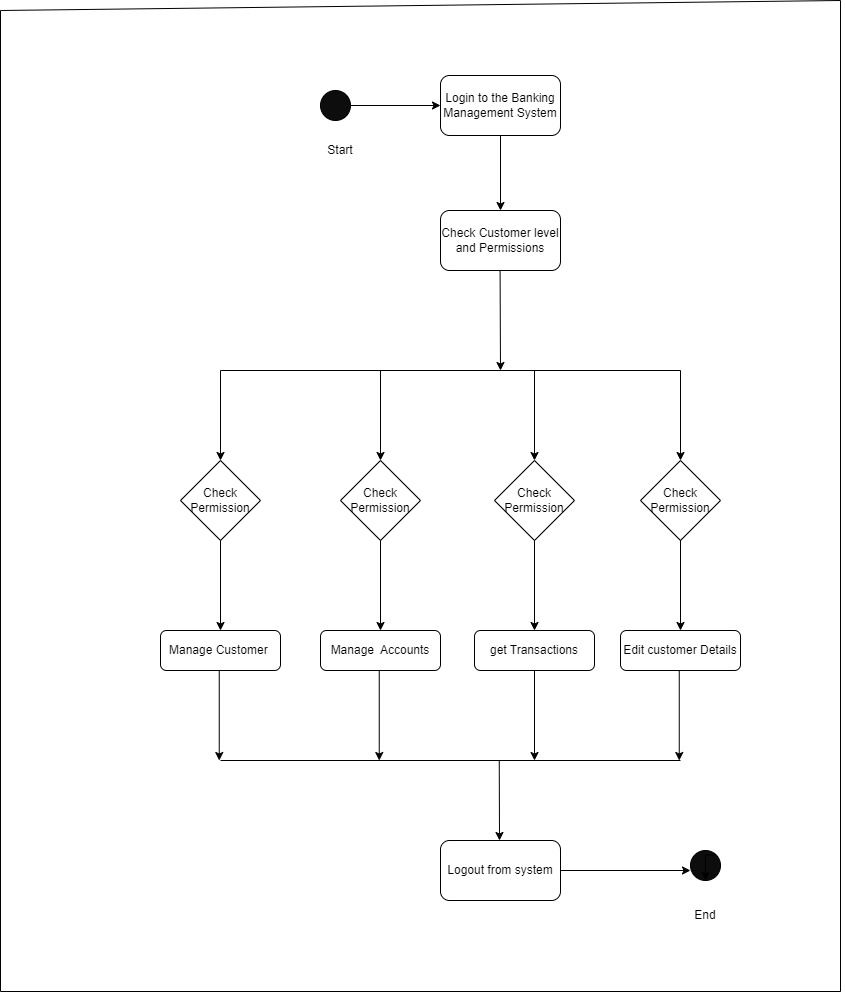 Login to the Banking
Management System
Start
Check Customer level
and Permissions
Check
Permission
Check
Permission
Check
Permission
Check
Permission
Manage Customer
Manage  Accounts
get Transactions
Edit customer Details
Logout from system
End